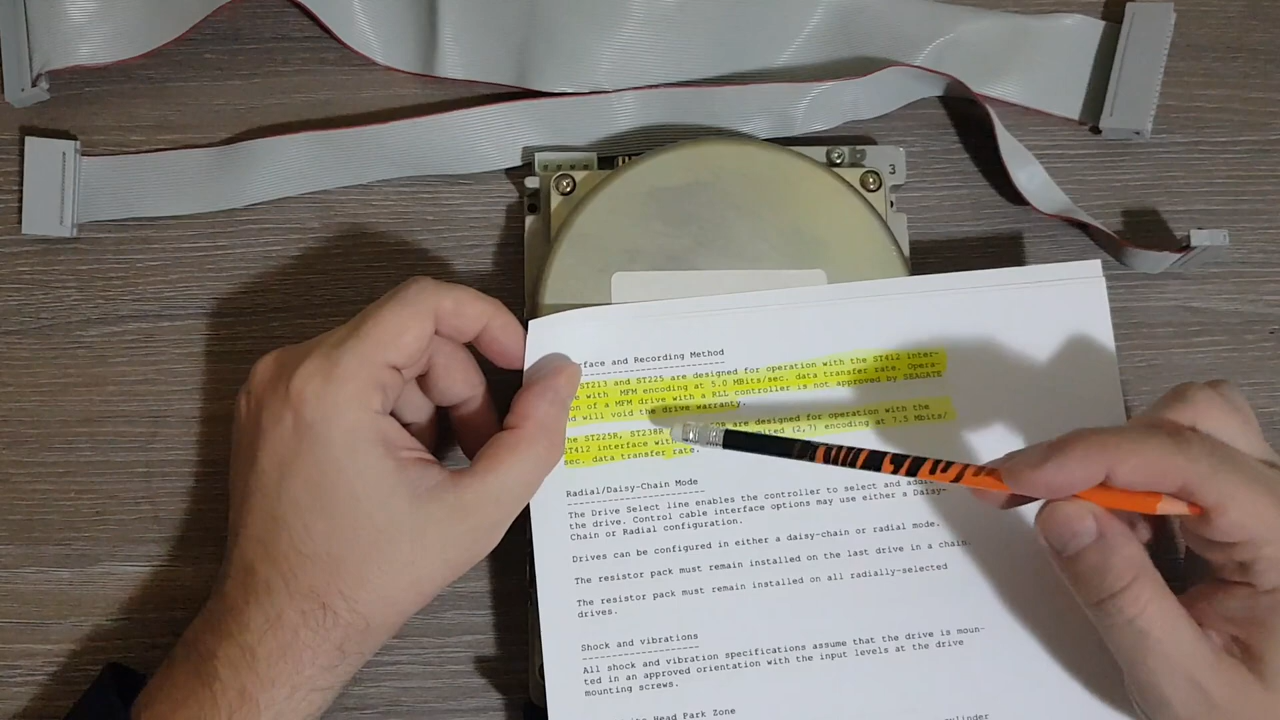 3
face and Recording Method
ST213 and ST225 are designed for operation with the ST412 inter-
e with MFM encoding at 5.0 MBits/sec. data transfer rate. Opera-
on of a MFM drive with a RLL controller is not approved by SEAGATE
nd will void the drive warranty.
he ST225R, ST238R are designed for operation with the
ST412 interface with (2,7) encoding at 7.5 Mbits/
sec. data transfer rate.
Radial/Daisy-Chain Mode
The Drive Select line enables the controller to select and
the drive. Control cable interface options may use either a Daisy-
Chain or Radial configuration.
Drives can be configured in either a daisy-chain or radial mode.
The resistor pack must remain installed on the last drive in a chain.
The resistor pack must remain installed on all radially-selected
drives.
Shock and vibrations
All shock and vibration specifications assume that the drive is moun-
ted in an approved orientation with the input levels at the drive
mounting screws.
Head Park Zone